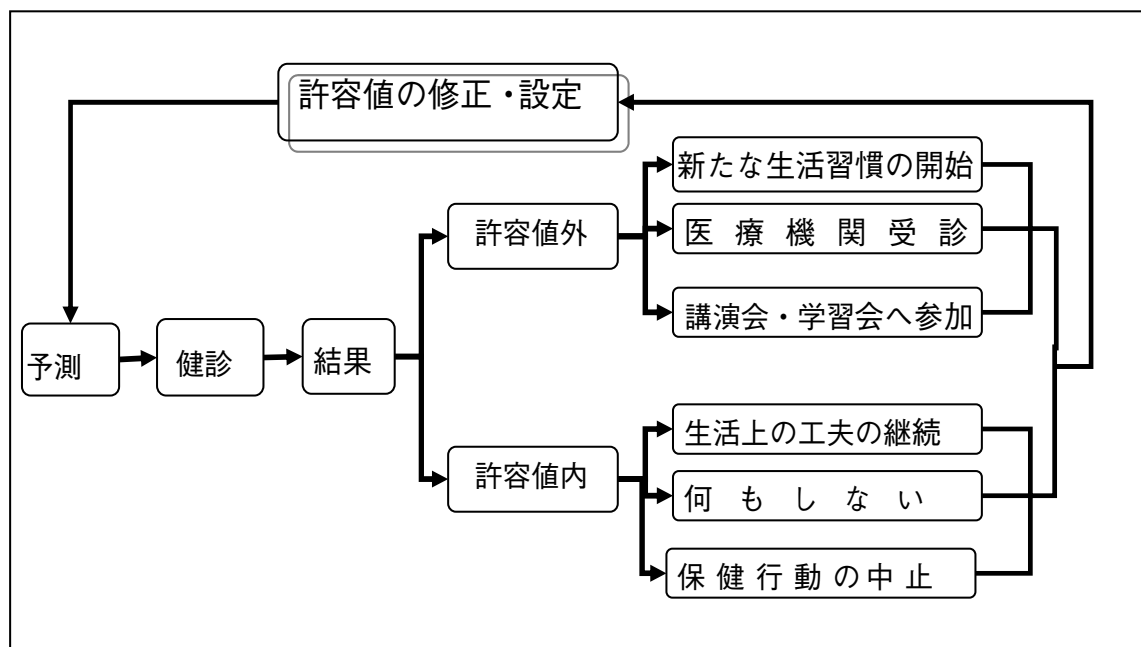 許容値の修正・設定
新たな生活習慣の開始
許容値外
医療機関受診
講演会・学習会へ参加
予測
健診
結果
生活上の工夫の継続
許容値内
何もしない
保健行動の中止